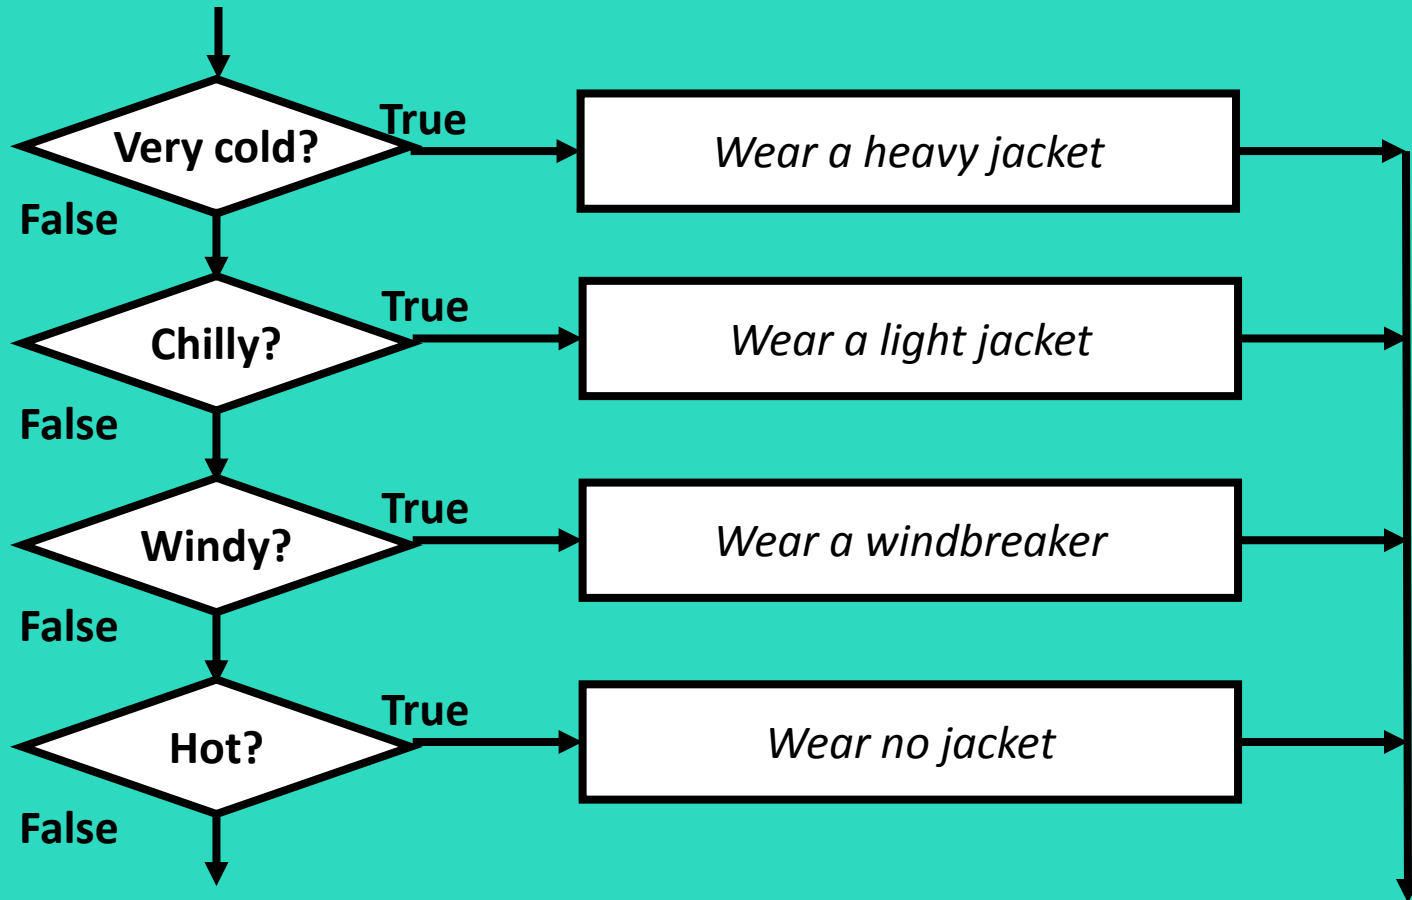 Very cold?
True
Wear a heavy jacket
False
Chilly?
True
Wear a light jacket
False
Windy?
True
Wear a windbreaker
False
Hot?
True
Wear no jacket
False